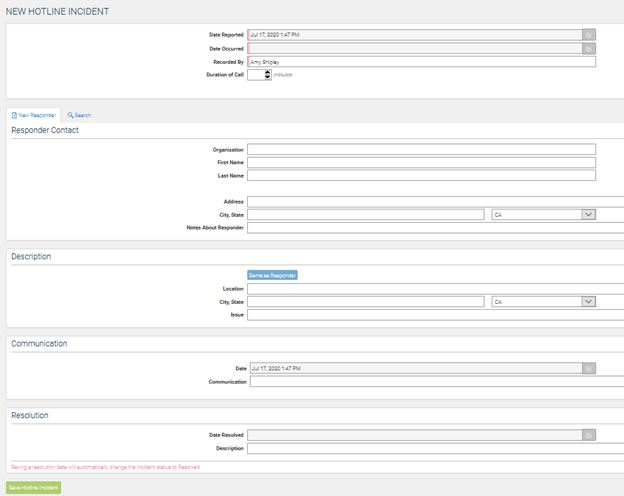 NEW HOTLINE INCIDENT
Date Reported Jul 17, 2020 1:47 PM
Date Occurred
Recorded By Amy Shipley
Duration of Call minutes
New Responder Search
Responder Contact
Organization
First Name
Last Name
Address
City, State CA
Notes About Responder
Description
Same as Responder
Location
City, State CA
Issue
Communication
Date Jul 17, 2020 1:47 PM
Communication
Resolution
Date Resolved
Description
Saving a resolution date will automatically change the incident status to Resolved.
Save Hotline Incident